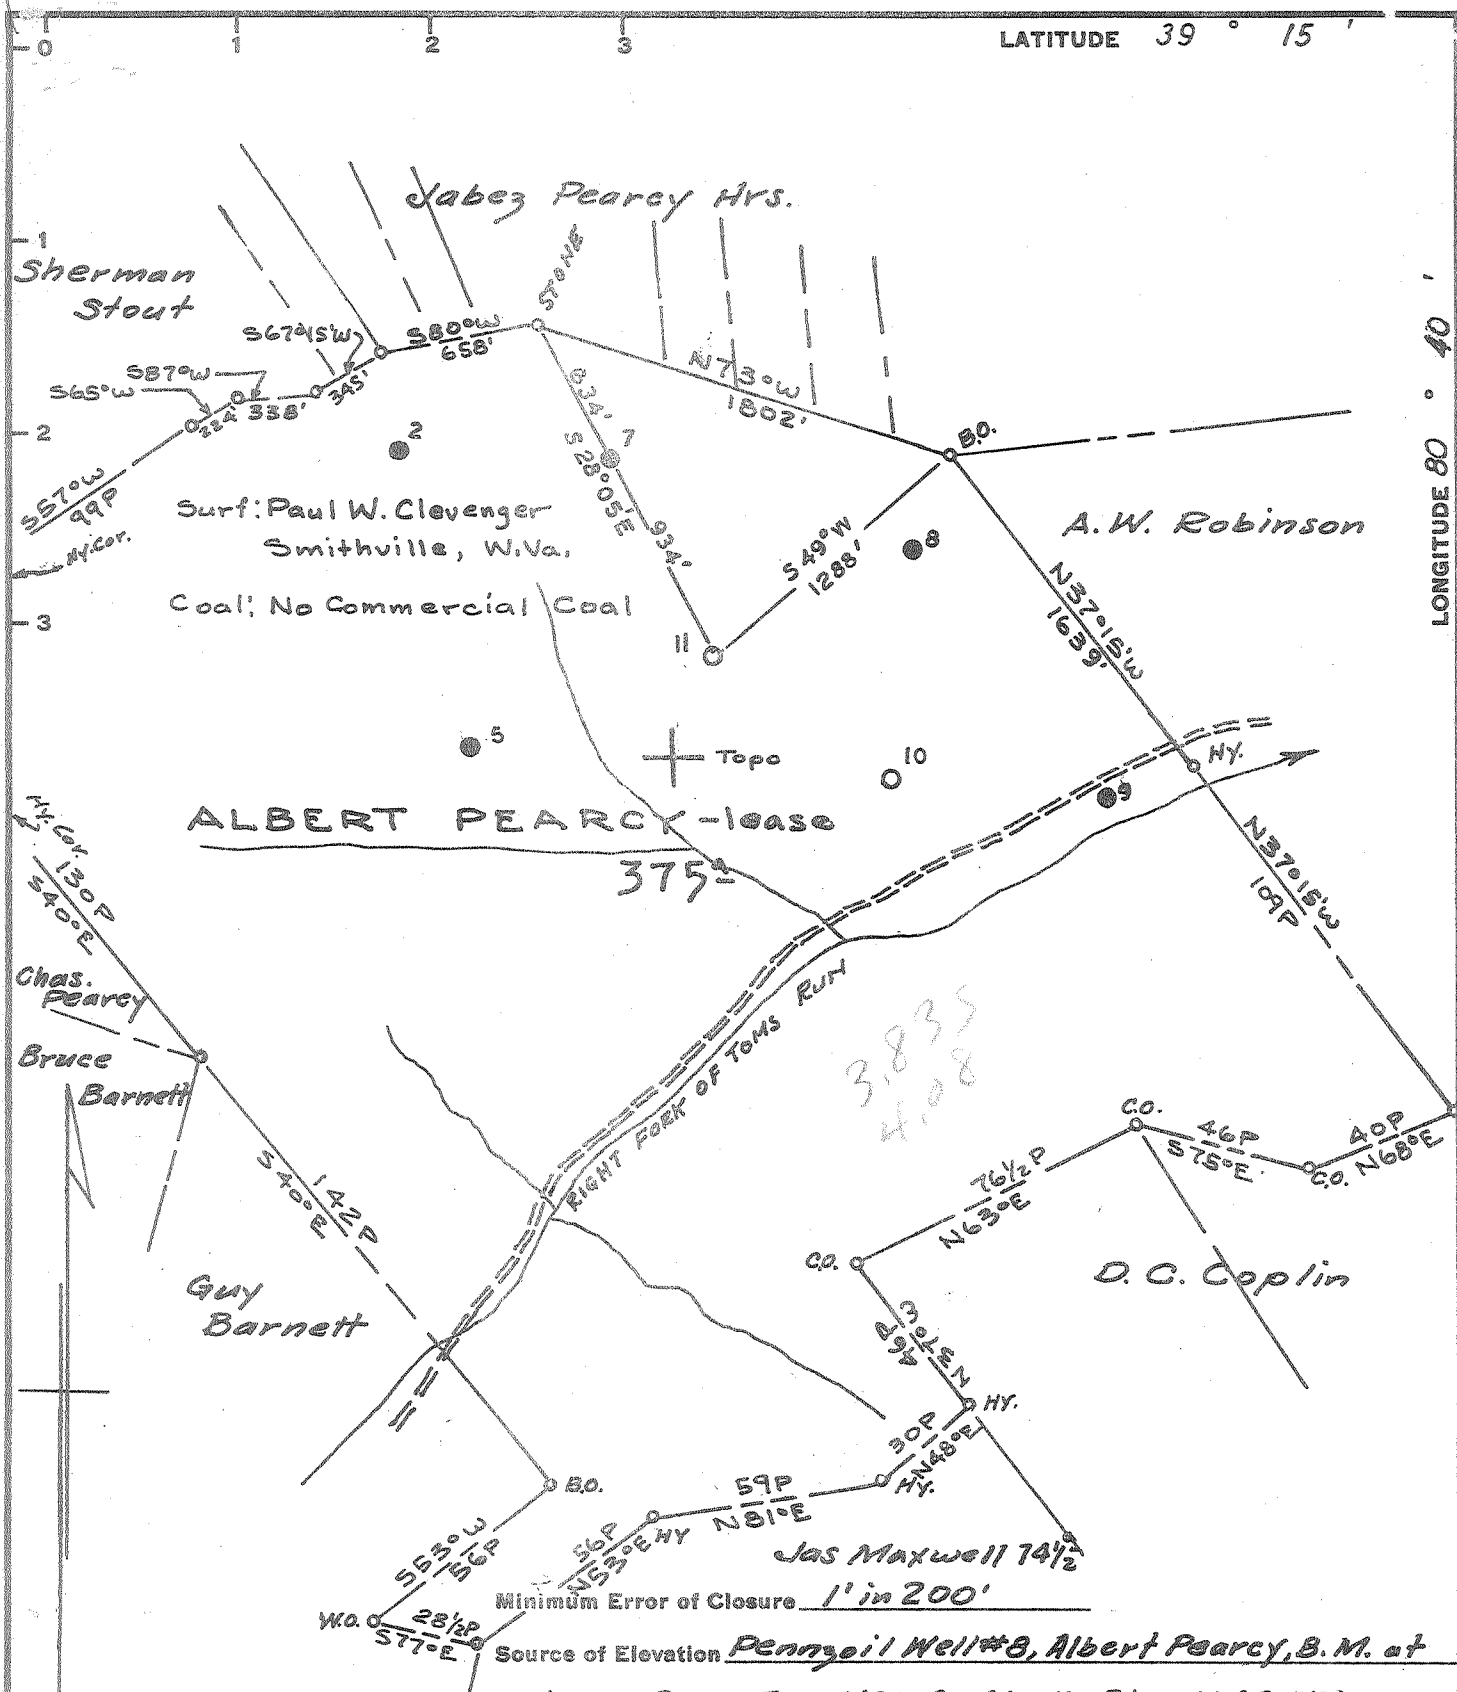 0 1 2 3
LATITUDE 39 ° 15 '
LONGITUDE 80 ° 40 '
1
2
3
Jabez Pearcy Hrs.
STONE
Sherman
Stout
S67°15'W
345'
S80°W
658'
S87°W
338'
S65°W
224'
S57°W
99P
Hy. Cor.
N73°W
1802'
B.O.
634'
7
S28°05'E
934'
2
Surf: Paul W. Clevenger
Smithville, W.Va.
Coal: No Commercial Coal
S49°W
1288'
8
A.W. Robinson
N37°15'W
1639'
11
5
Topo
10
9
HY.
ALBERT PEARCY-lease
375a
N37°15'W
109P
Hy. Cor.
130P
S40°E
Chas.
Pearcy
Bruce
Barnett
RIGHT FORK OF TOMS RUN
3.835
4.08
142P
S40°E
Guy
Barnett
C.O.
46P
S75°E
C.O.
40P
N68°E
76½P
N63°E
C.O.
D. C. Coplin
46P
N37°E
HY.
30P
N48°E
Hy.
59P
N81°E
HY
56P
N53°E
B.O.
S53°W
56P
W.O.
28½P
S77°E
Jas Maxwell 74½
Minimum Error of Closure 1' in 200'
Source of Elevation Pennzoil Well #8, Albert Pearcy, B.M. at